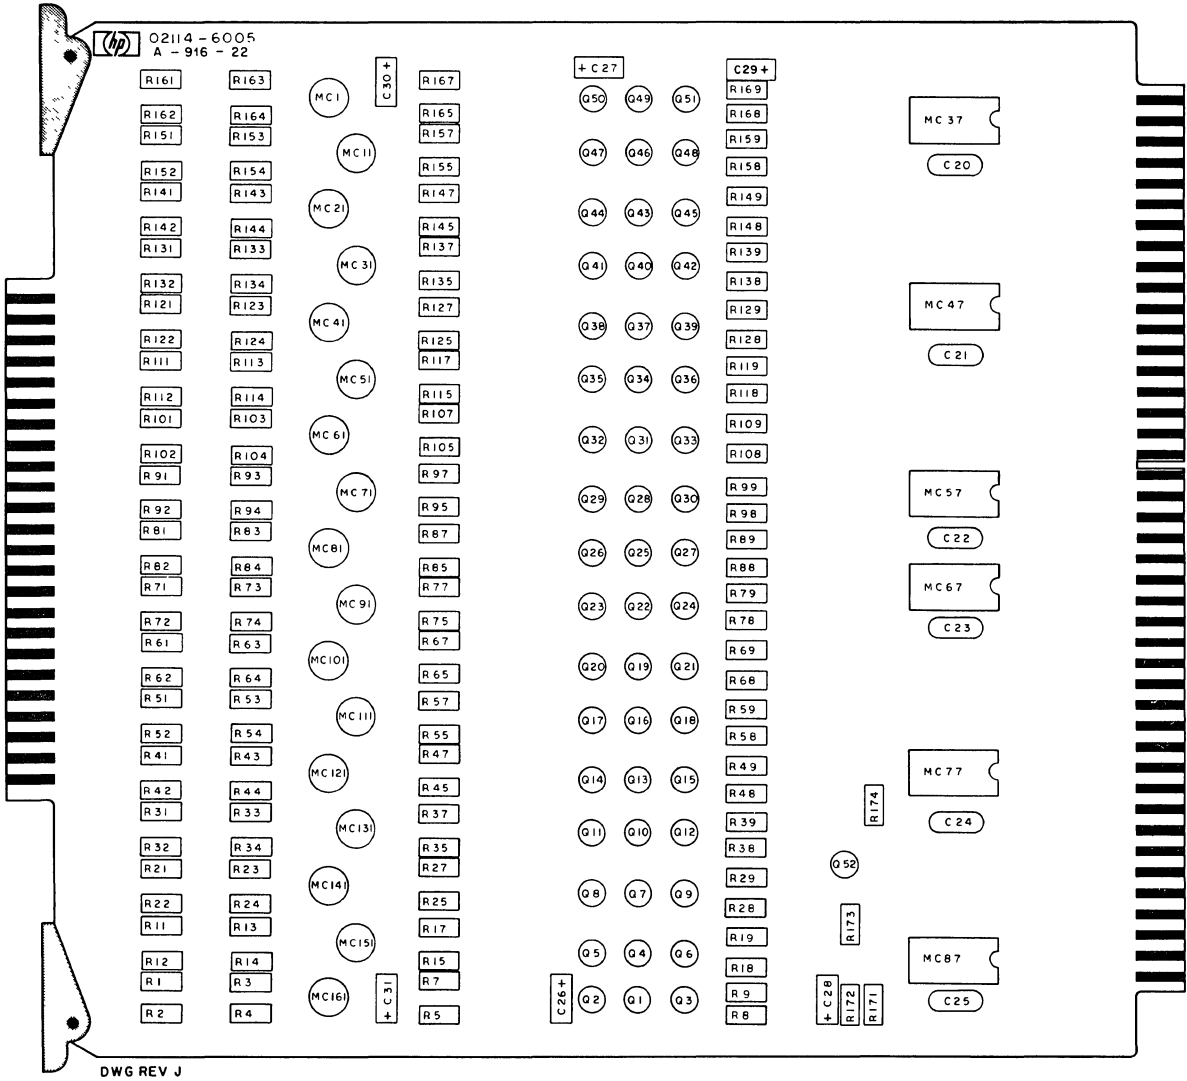 hp 02114-6005
A-916-22
R161 R163 MC1 C30+ R167 +C27 C29+
R169
Q50 Q49 Q51
R162 R164 R165 R168 MC37
R151 R153 MC11 R157 Q47 Q46 Q48 R159
R152 R154 R155 R158 C20
R141 R143 MC21 R147 Q44 Q43 Q45 R149
R142 R144 R145 R148
R131 R133 MC31 R137 Q41 Q40 Q42 R139
R132 R134 R135 R138
R121 R123 MC41 R127 Q38 Q37 Q39 R129 MC47
R122 R124 R125 R128
R111 R113 MC51 R117 Q35 Q34 Q36 R119 C21
R112 R114 R115 R118
R101 R103 MC61 R107 Q32 Q31 Q33 R109
R102 R104 R105 R108
R91 R93 MC71 R97 Q29 Q28 Q30 R99 MC57
R92 R94 R95 R98
R81 R83 MC81 R87 Q26 Q25 Q27 R89 C22
R82 R84 R85 R88
R71 R73 MC91 R77 Q23 Q22 Q24 R79 MC67
R72 R74 R75 R78 C23
R61 R63 MC101 R67 Q20 Q19 Q21 R69
R62 R64 R65 R68
R51 R53 MC111 R57 Q17 Q16 Q18 R59
R52 R54 R55 R58
R41 R43 MC121 R47 Q14 Q13 Q15 R49 MC77
R42 R44 R45 R48 R174
R31 R33 MC131 R37 Q11 Q10 Q12 R39 C24
R32 R34 R35 R38
R21 R23 MC141 R27 Q8 Q7 Q9 R29 Q52
R22 R24 R25 R28
R11 R13 MC151 R17 Q5 Q4 Q6 R19 R173
R12 R14 R15 R18 MC87
R1 R3 MC161 +C31 R7 C26+ Q2 Q1 Q3 R9 +C28 R172 R171 C25
R2 R4 R5 R8
DWG REV J